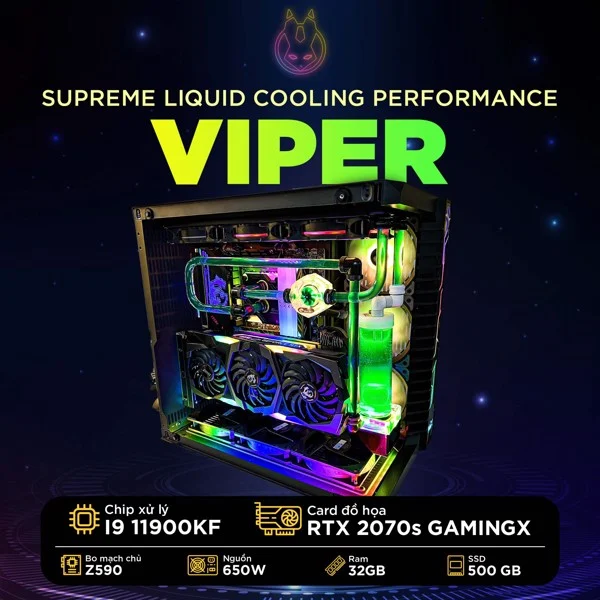 SUPREME LIQUID COOLING PERFORMANCE
VIPER
Chip xử lý
I9 11900KF
Card đồ họa
RTX 2070s GAMINGX
Bo mạch chủ
Z590
Nguồn
650W
Ram
32GB
SSD
500 GB